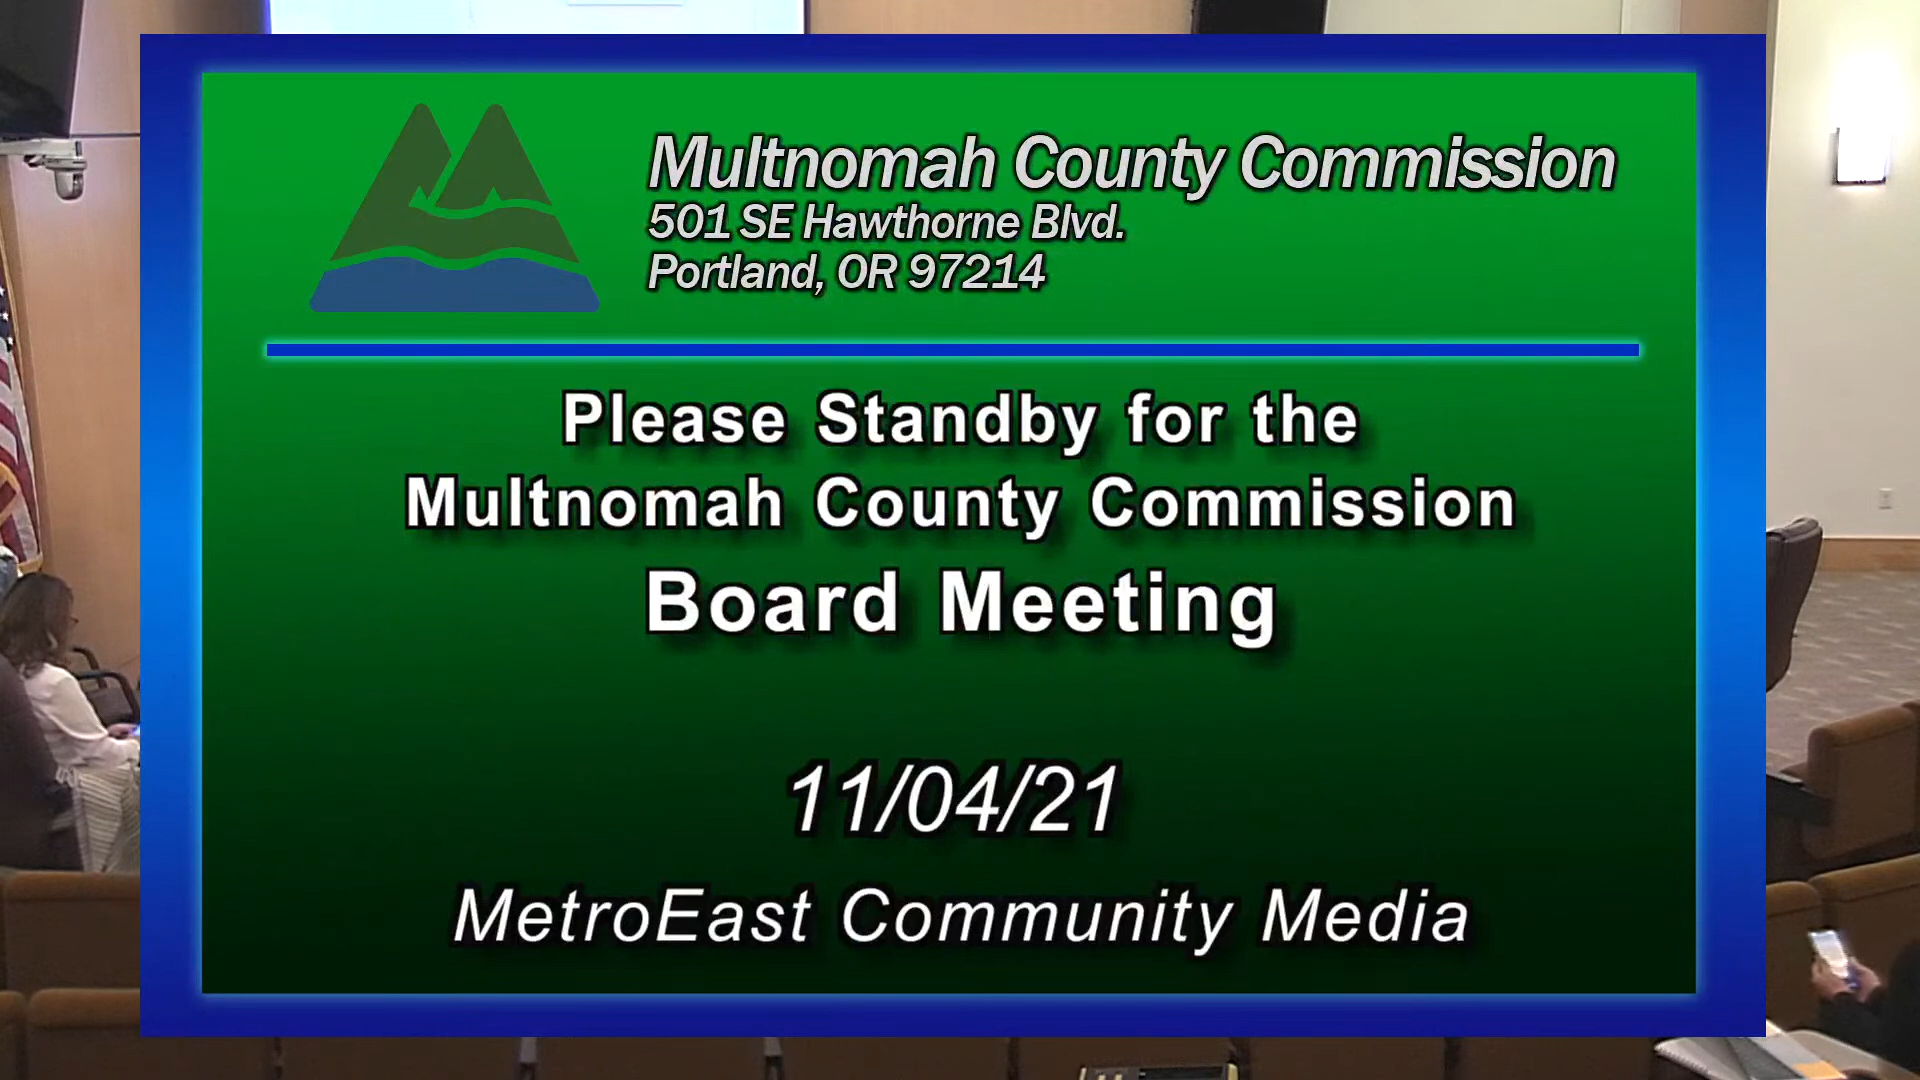 Multnomah County Commission
501 SE Hawthorne Blvd.
Portland, OR 97214
Please Standby for the
Multnomah County Commission
Board Meeting
11/04/21
MetroEast Community Media